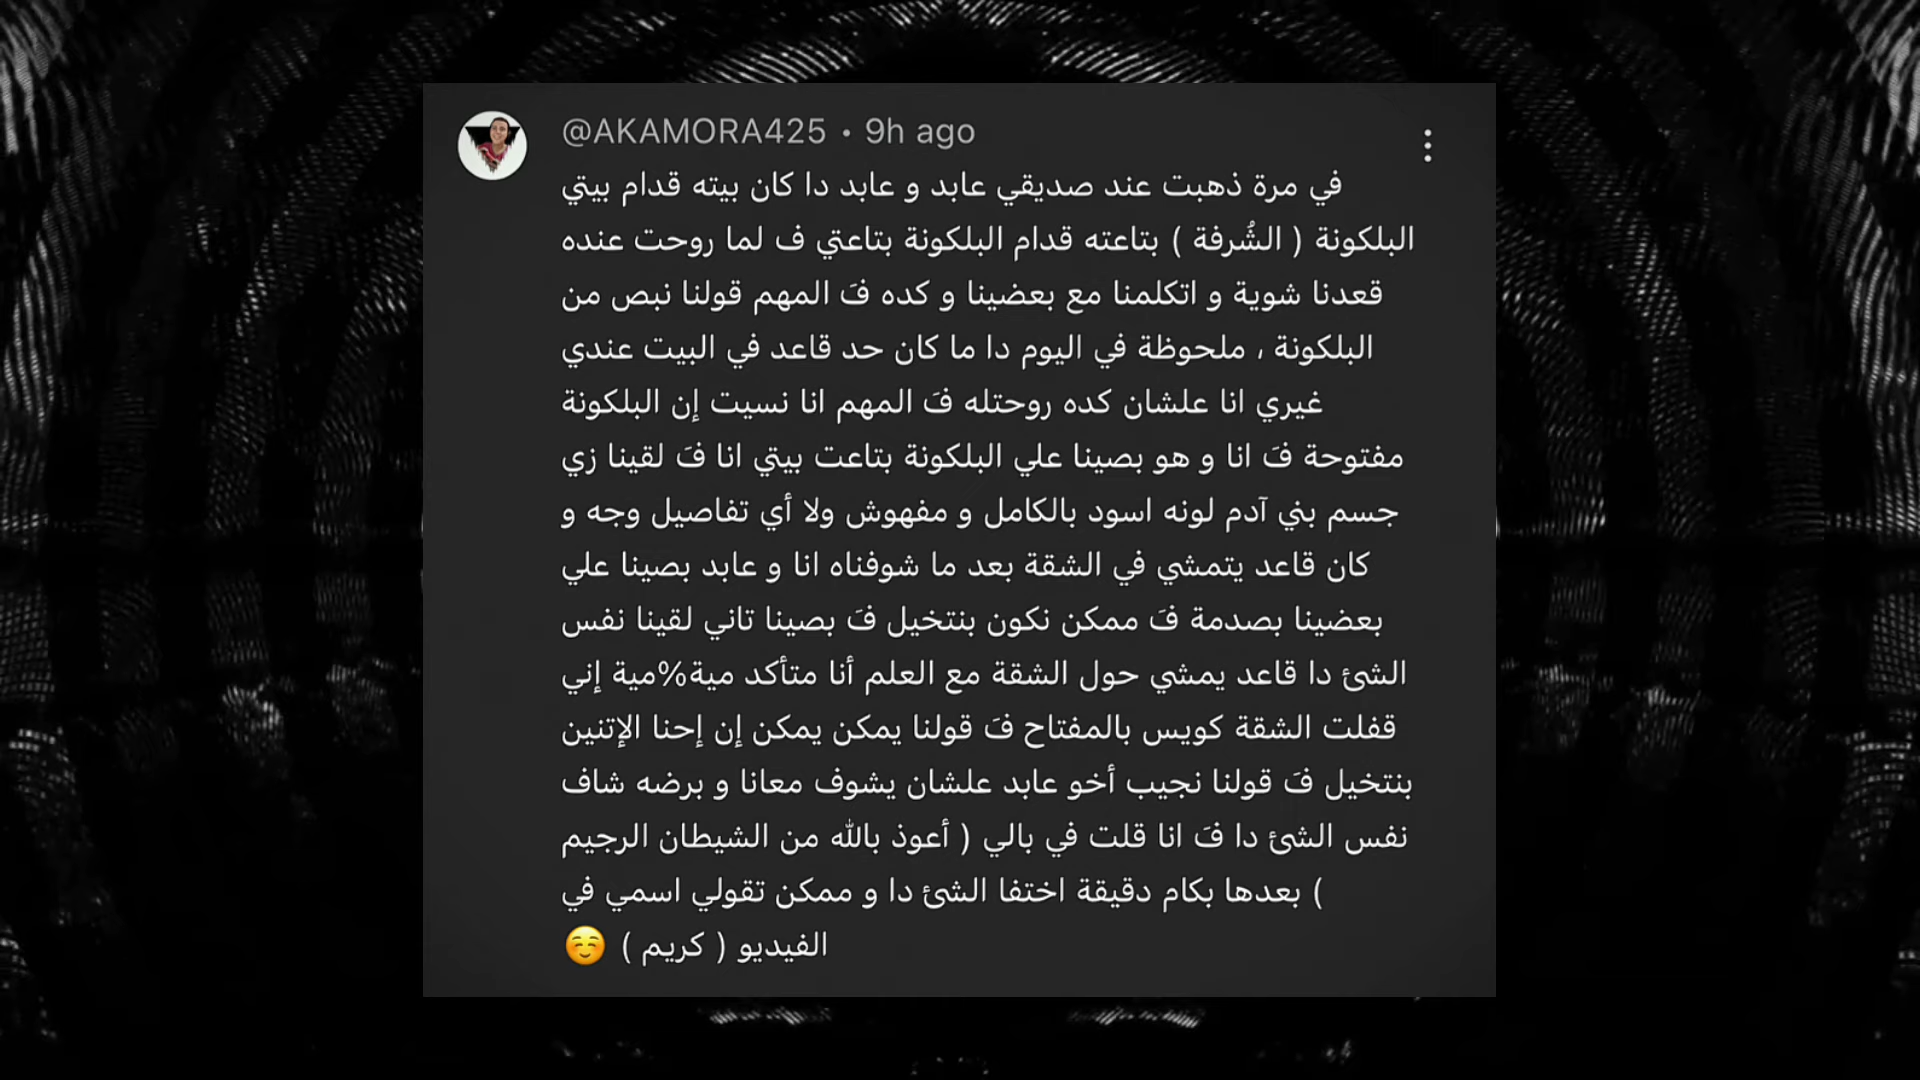 @AKAMORA425 • 9h ago
في مرة ذهبت عند صديقي عابد و عابد دا كان بيته قدام بيتي
البلكونة ( الشُرفة ) بتاعته قدام البلكونة بتاعتي ف لما روحت عنده
قعدنا شوية و اتكلمنا مع بعضينا و كده فَ المهم قولنا نبص من
البلكونة ، ملحوظة في اليوم دا ما كان حد قاعد في البيت عندي
غيري انا علشان كده روحتله فَ المهم انا نسيت إن البلكونة
مفتوحة فَ انا و هو بصينا علي البلكونة بتاعت بيتي انا فَ لقينا زي
جسم بني آدم لونه اسود بالكامل و مفهوش ولا أي تفاصيل وجه و
كان قاعد يتمشي في الشقة بعد ما شوفناه انا و عابد بصينا علي
بعضينا بصدمة فَ ممكن نكون بنتخيل فَ بصينا تاني لقينا نفس
الشئ دا قاعد يمشي حول الشقة مع العلم أنا متأكد مية%مية إني
قفلت الشقة كويس بالمفتاح فَ قولنا يمكن يمكن إن إحنا الإتنين
بنتخيل فَ قولنا نجيب أخو عابد علشان يشوف معانا و برضه شاف
نفس الشئ دا فَ انا قلت في بالي ( أعوذ بالله من الشيطان الرجيم
) بعدها بكام دقيقة اختفا الشئ دا و ممكن تقولي اسمي في
الفيديو ( كريم ) ☺️